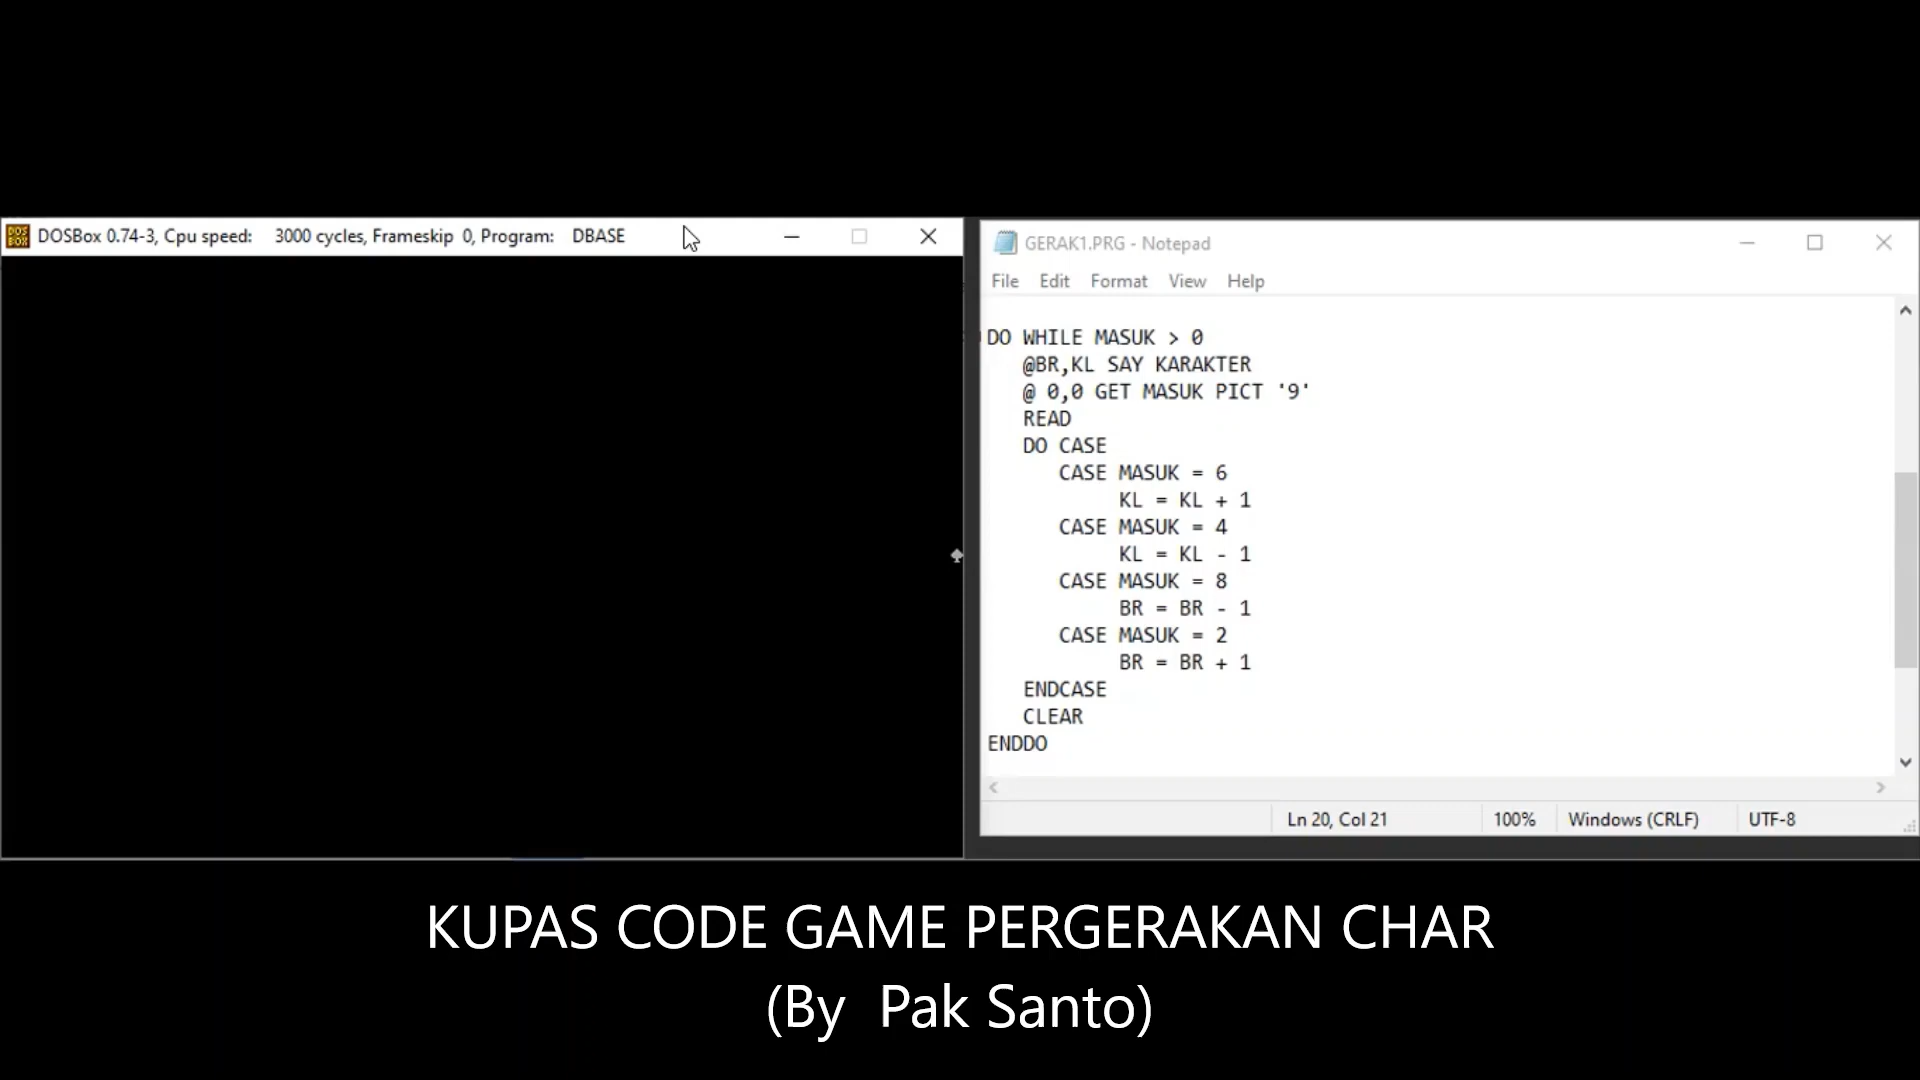 DOSBox 0.74-3, Cpu speed: 3000 cycles, Frameskip 0, Program: DBASE
GERAK1.PRG - Notepad
File Edit Format View Help
DO WHILE MASUK > 0
@BR,KL SAY KARAKTER
@ 0,0 GET MASUK PICT '9'
READ
DO CASE
CASE MASUK = 6
KL = KL + 1
CASE MASUK = 4
KL = KL - 1
CASE MASUK = 8
BR = BR - 1
CASE MASUK = 2
BR = BR + 1
ENDCASE
CLEAR
ENDDO
Ln 20, Col 21 100% Windows (CRLF) UTF-8
KUPAS CODE GAME PERGERAKAN CHAR
(By Pak Santo)